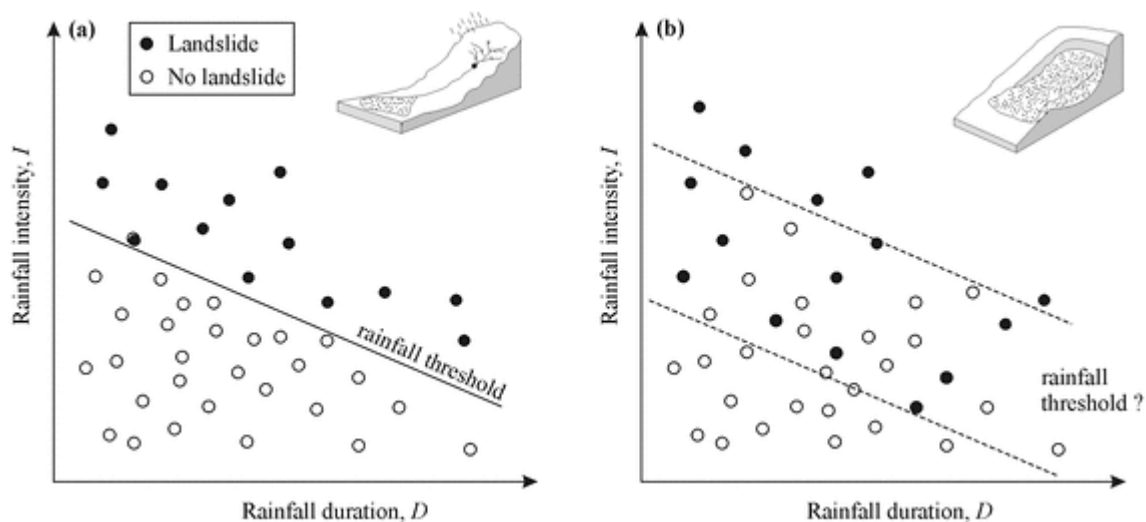 (a)
Landslide
No landslide
Rainfall intensity, I
rainfall threshold
Rainfall duration, D
(b)
Rainfall intensity, I
rainfall
threshold ?
Rainfall duration, D